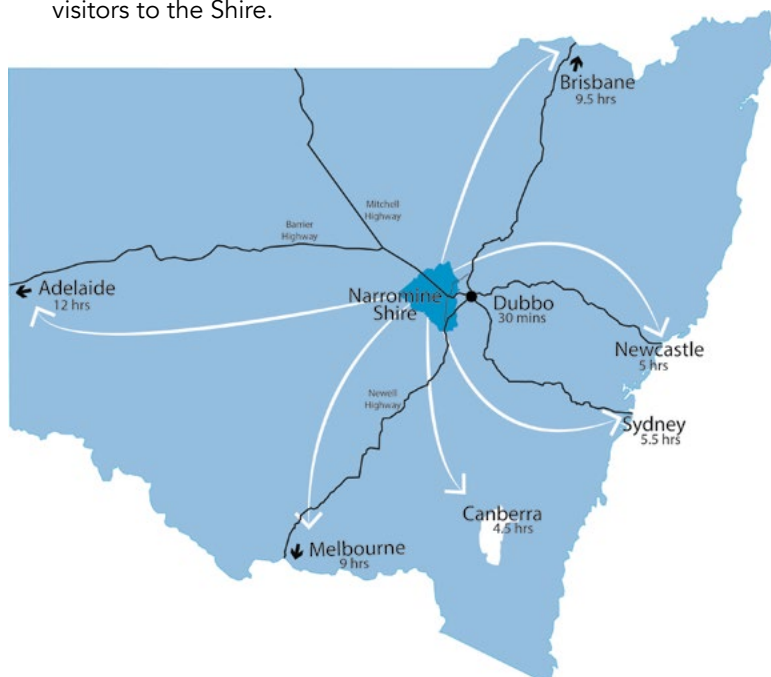 visitors to the Shire.
Brisbane
9.5 hrs
Mitchell
Highway
Barrier
Highway
Adelaide
12 hrs
Narromine
Shire
Dubbo
30 mins
Newcastle
5 hrs
Newell
Highway
Sydney
5.5 hrs
Canberra
4.5 hrs
Melbourne
9 hrs